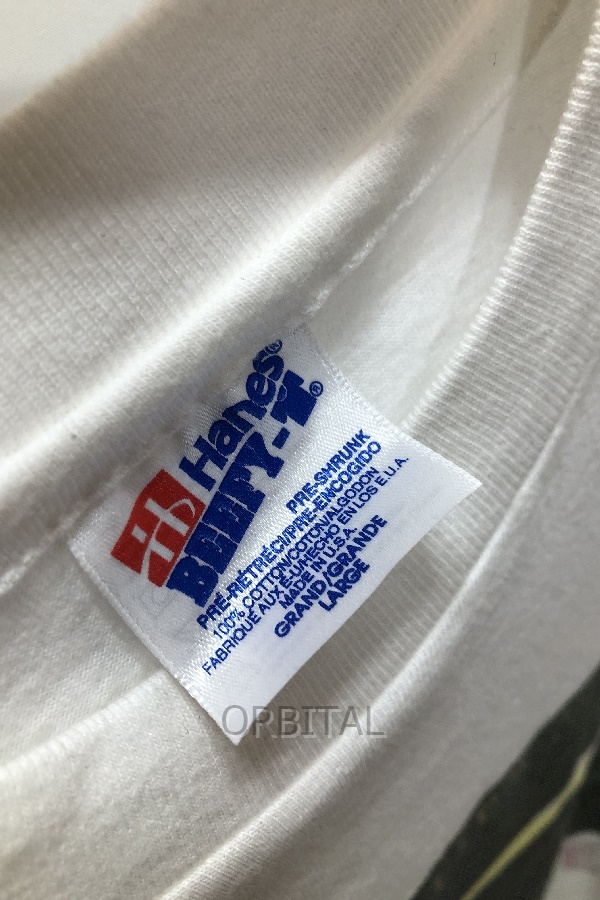 Hanes®
BEEFY-T®
PRE-SHRUNK
PRÉ-RÉTRÉCI/PRE-ENCOGIDO
100% COTTON/COTON/ALGODON
FABRIQUE AUX É-U/HECHO EN LOS E.U.A.
MADE IN U.S.A.
GRAND/GRANDE
LARGE
ORBITAL